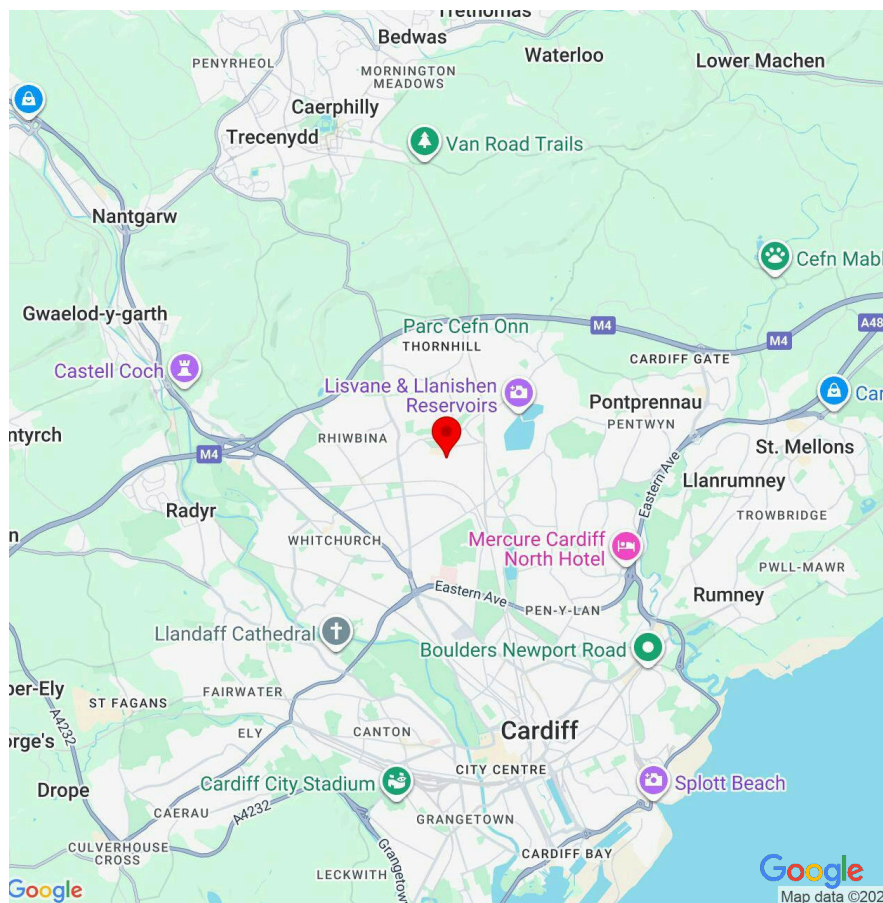 Trethomas
Bedwas
Waterloo
Lower Machen
PENYRHEOL
MORNINGTON
MEADOWS
Caerphilly
Trecenydd
Van Road Trails
Nantgarw
Cefn Mabl
Gwaelod-y-garth
Parc Cefn Onn
M4
M4
A48
THORNHILL
CARDIFF GATE
Castell Coch
Lisvane & Llanishen
Reservoirs
Pontprennau
Car
PENTWYN
ntyrch
RHIWBINA
M4
St. Mellons
Eastern Ave
Llanrumney
Radyr
TROWBRIDGE
n
WHITCHURCH
Mercure Cardiff
North Hotel
PWLL-MAWR
Eastern Ave
PEN-Y-LAN
Rumney
Llandaff Cathedral
Boulders Newport Road
per-Ely
ST FAGANS
FAIRWATER
A4232
orge's
ELY
CANTON
Cardiff
CITY CENTRE
Drope
Cardiff City Stadium
Splott Beach
CAERAU
A4232
GRANGETOWN
CULVERHOUSE
CROSS
Grangetown
CARDIFF BAY
LECKWITH
Google
Google
Map data ©202